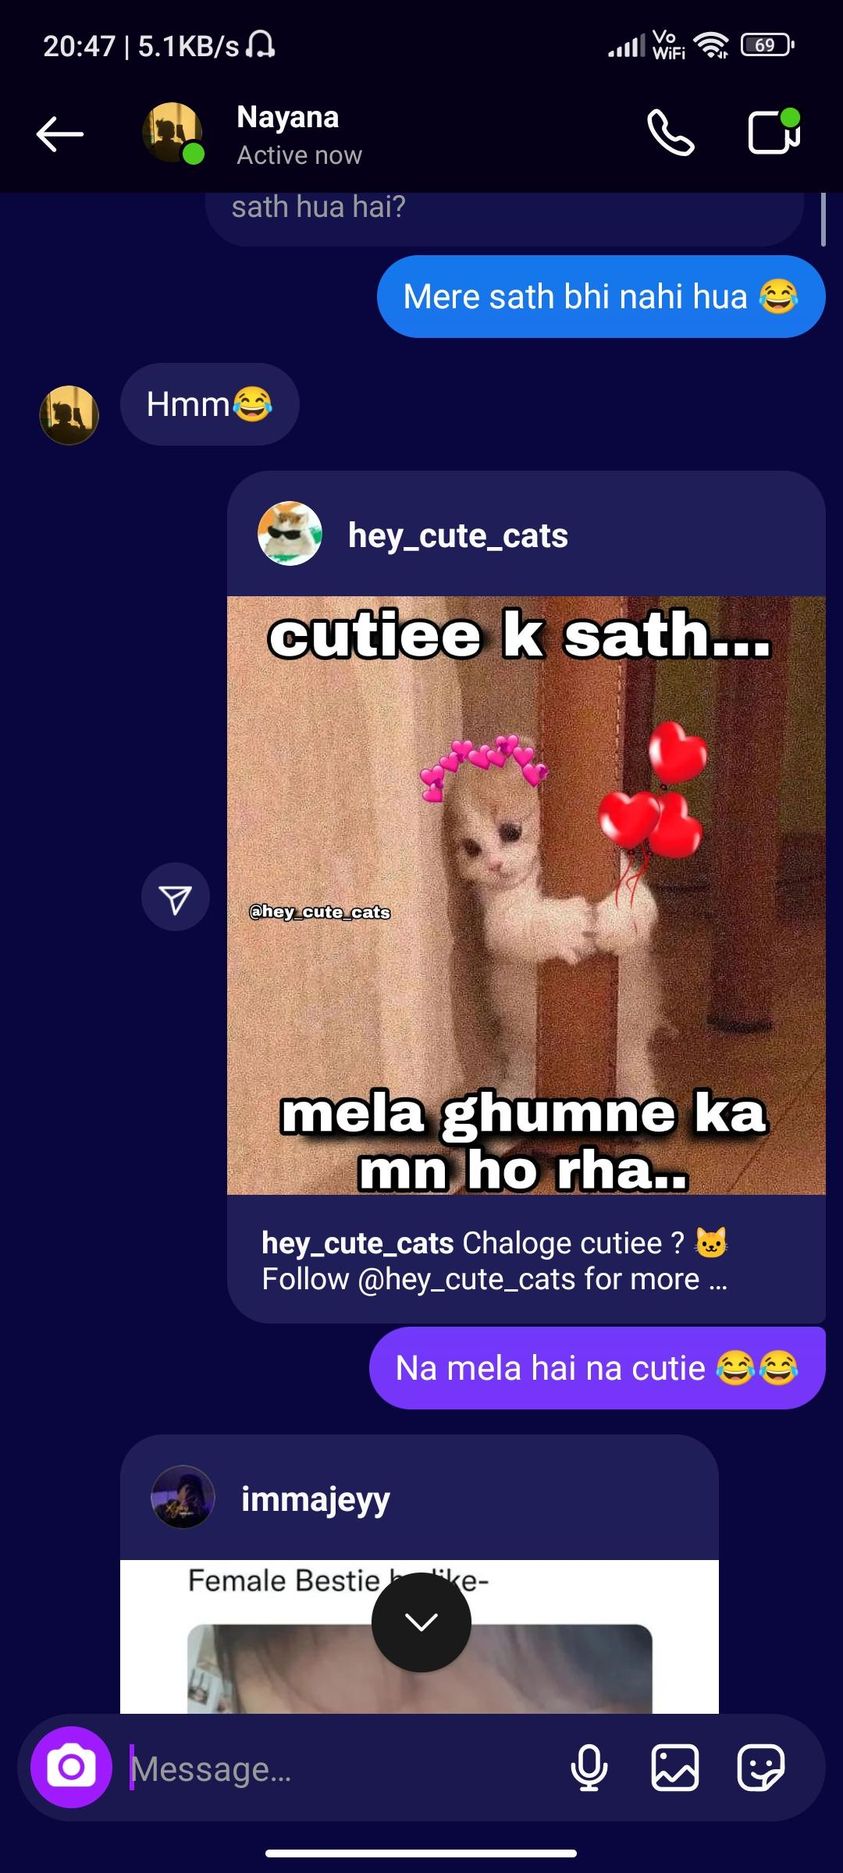 20:47 | 5.1KB/s
Vo
WiFi
69
Nayana
Active now
sath hua hai?
Mere sath bhi nahi hua 😂
Hmm😂
hey_cute_cats
cutiee k sath...
@hey_cute_cats
mela ghumne ka
mn ho rha..
hey_cute_cats Chaloge cutiee ? 🐱
Follow @hey_cute_cats for more ...
Na mela hai na cutie 😂😂
immajeyy
Female Bestie
Message...